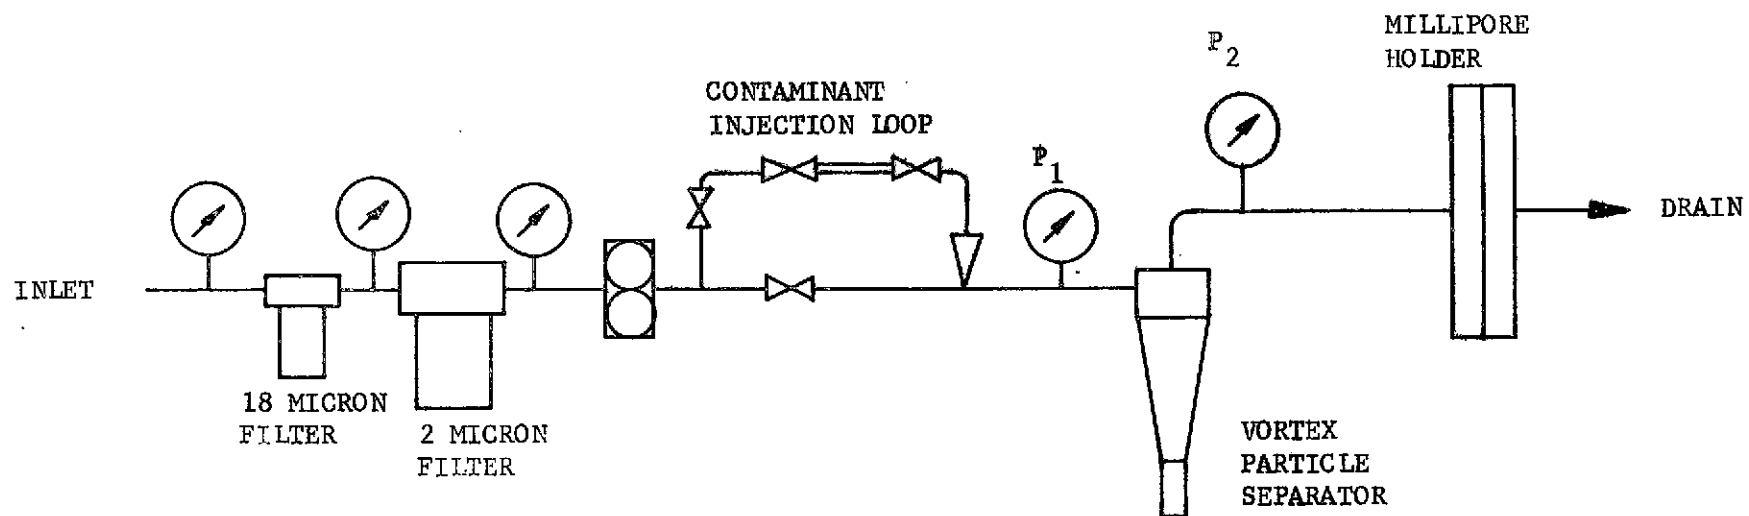 INLET
18 MICRON
FILTER
2 MICRON
FILTER
CONTAMINANT
INJECTION LOOP
P1
P2
MILLIPORE
HOLDER
DRAIN
VORTEX
PARTICLE
SEPARATOR